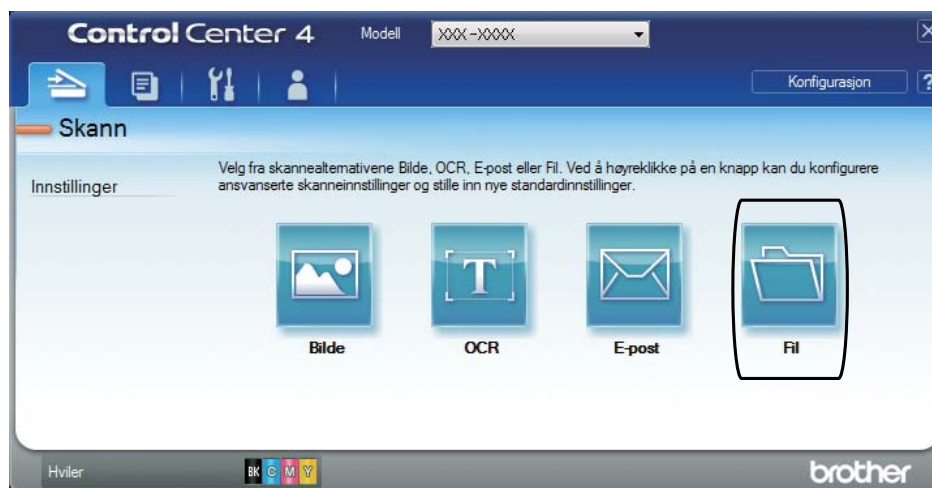 Control Center 4 Modell XXX-XXXX
Konfigurasjon ?
Skann
Velg fra skannealternativene Bilde, OCR, E-post eller Fil. Ved å høyreklikke på en knapp kan du konfigurere
Innstillinger
ansvanserte skanneinnstillinger og stille inn nye standardinnstillinger.
T
Bilde OCR E-post Fil
Hviler BK C M Y brother